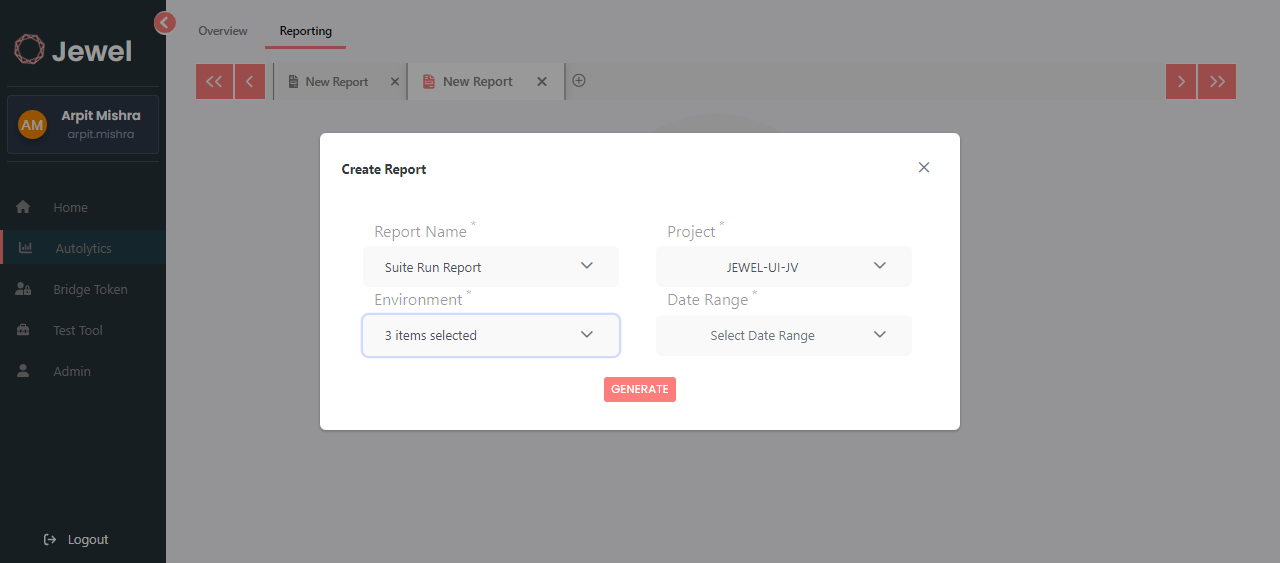 Jewel
AM
Arpit Mishra
arpit.mishra
Home
Autolytics
Bridge Token
Test Tool
Admin
Logout
Overview
Reporting
New Report
New Report
Create Report
Report Name *
Project *
Suite Run Report
JEWEL-UI-JV
Environment *
Date Range *
3 items selected
Select Date Range
GENERATE